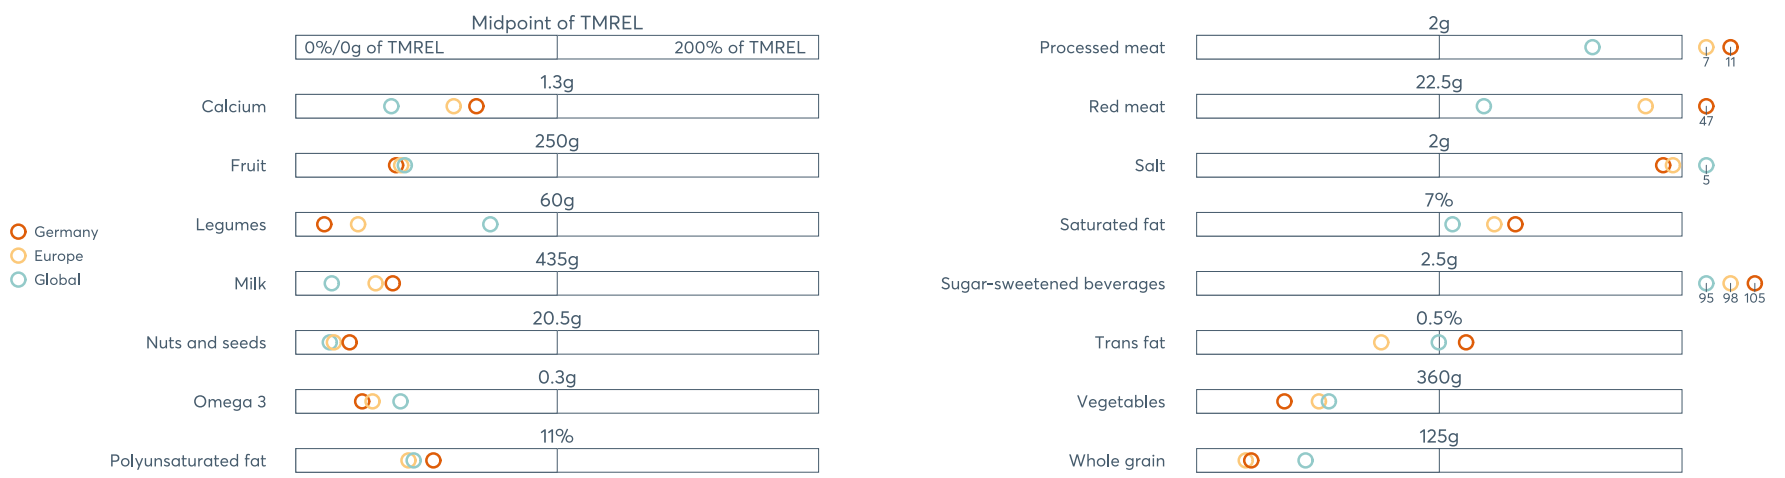 Midpoint of TMREL
0%/0g of TMREL 200% of TMREL
Calcium 1.3g
Fruit 250g
Legumes 60g
Milk 435g
Nuts and seeds 20.5g
Omega 3 0.3g
Polyunsaturated fat 11%
Germany
Europe
Global
Processed meat 2g
7 11
Red meat 22.5g
47
Salt 2g
5
Saturated fat 7%
Sugar-sweetened beverages 2.5g
95 98 105
Trans fat 0.5%
Vegetables 360g
Whole grain 125g